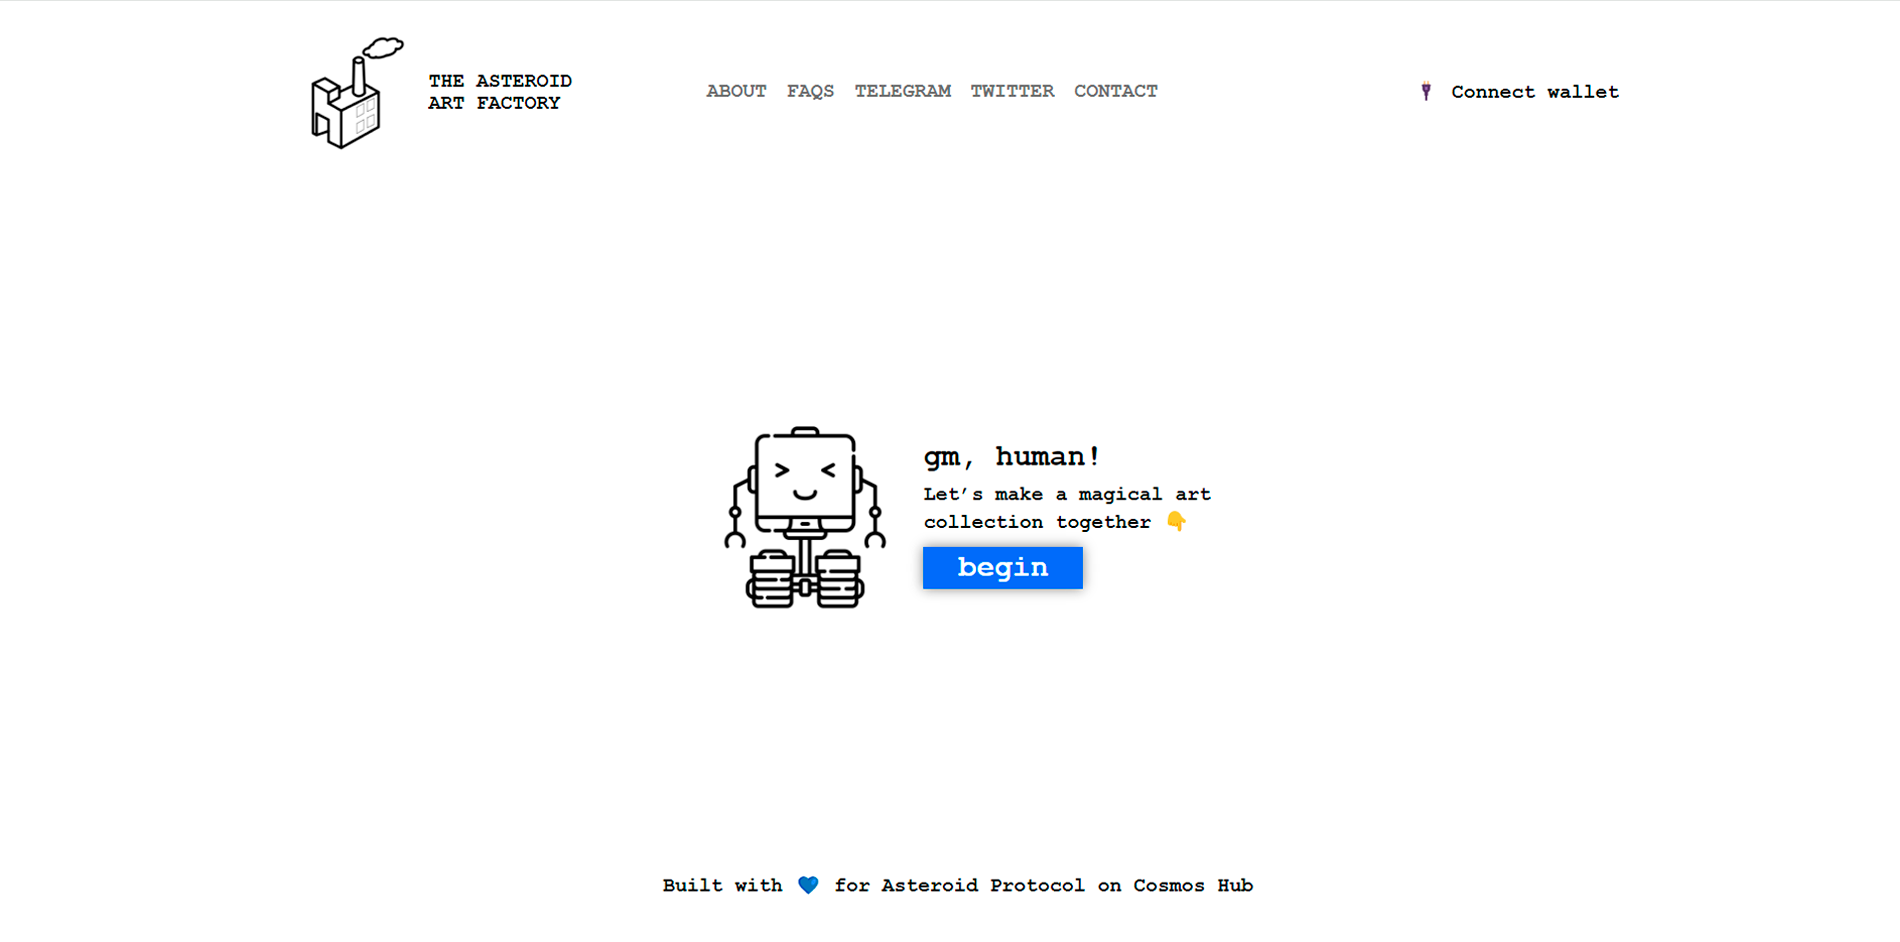 THE ASTEROID
ART FACTORY
ABOUT FAQS TELEGRAM TWITTER CONTACT
Connect wallet
gm, human!
Let’s make a magical art
collection together 👇
begin
Built with 💙 for Asteroid Protocol on Cosmos Hub